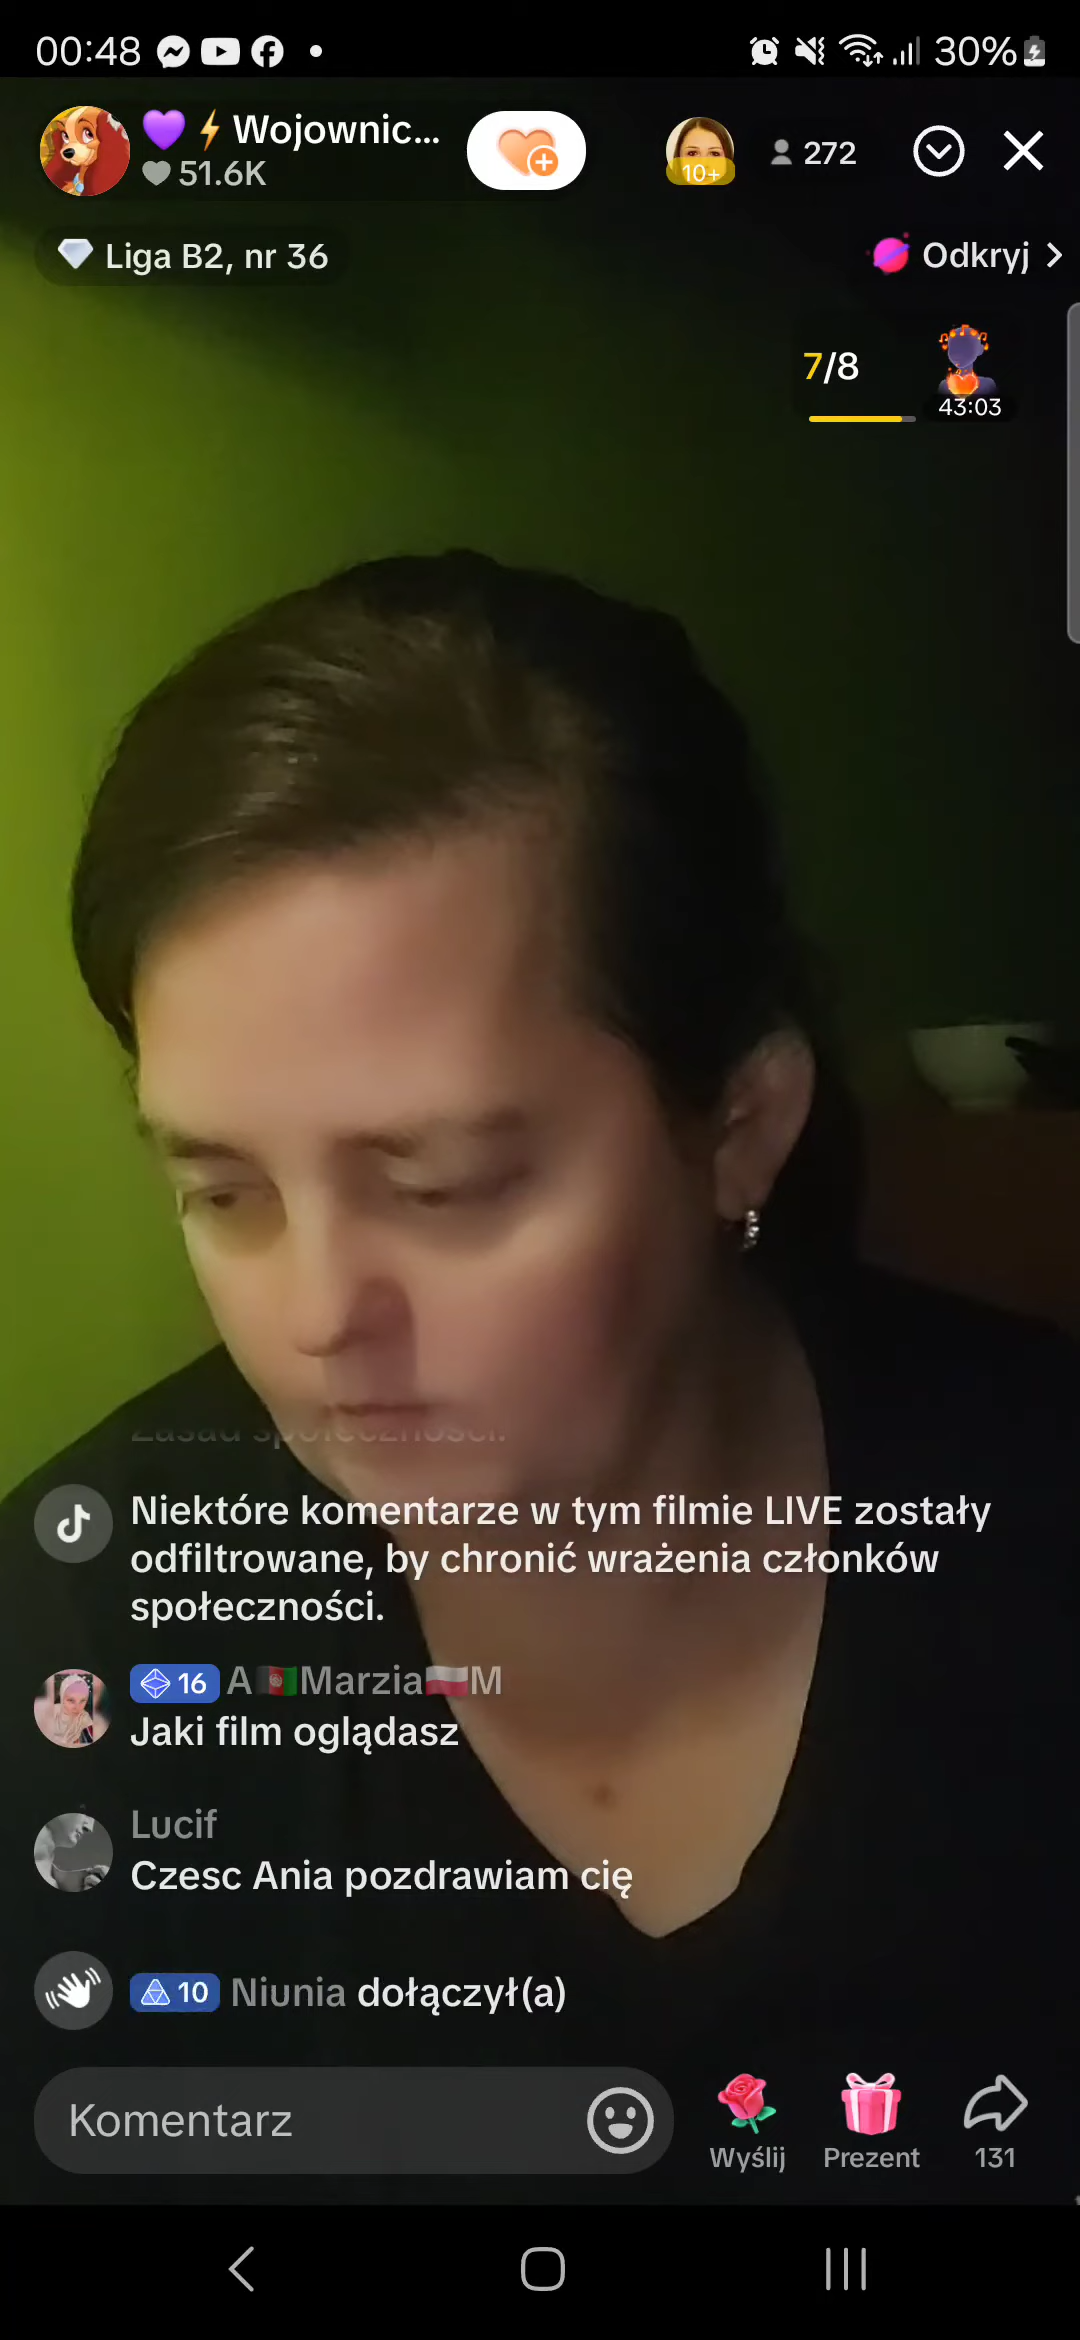 00:48
30%
💜⚡Wojownic...
51.6K
10+
272
Liga B2, nr 36
Odkryj
7/8
43:03
Zasad społeczności.
Niektóre komentarze w tym filmie LIVE zostały
odfiltrowane, by chronić wrażenia członków
społeczności.
16 A🇦🇫Marzia🇵🇱M
Jaki film oglądasz
Lucif
Czesc Ania pozdrawiam cię
10 Niunia dołączył(a)
Komentarz
Wyślij
Prezent
131